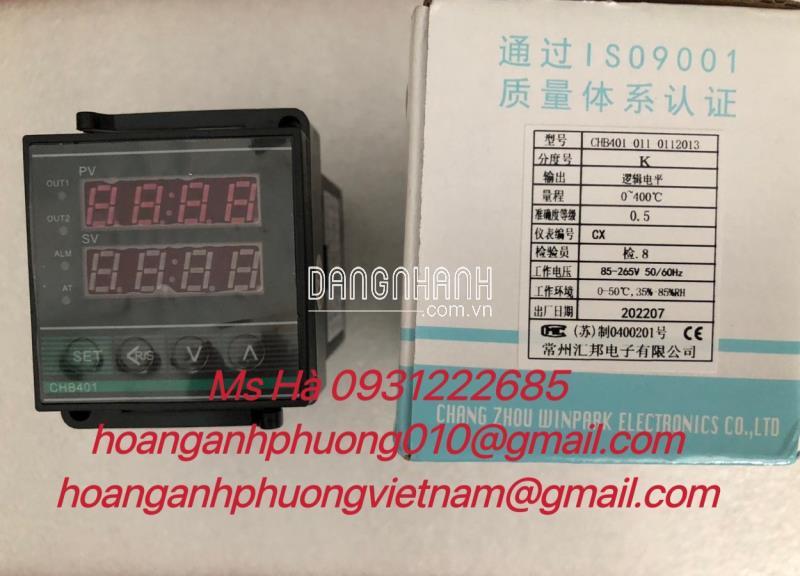 PV
OUT1
OUT2
SV
ALM
AT
SET
<R/S
∨
∧
CHB401
通过ISO9001
质量体系认证
型号 CHB401 011 0112013
分度号 K
输出 逻辑电平
量程 0~400℃
准确度等级 0.5
仪表编号 CX
检验员 检.8
工作电压 85-265V 50/60Hz
工作环境 0-50℃,35%-85%RH
出厂日期 202207
MC (苏)制0400201号 CE
常州汇邦电子有限公司
CHANG ZHOU WINPARK ELECTRONICS CO.,LTD
DANGNHANH
.com.vn
Ms Hà 0931222685
hoanganhphuong010@gmail.com
hoanganhphuongvietnam@gmail.com